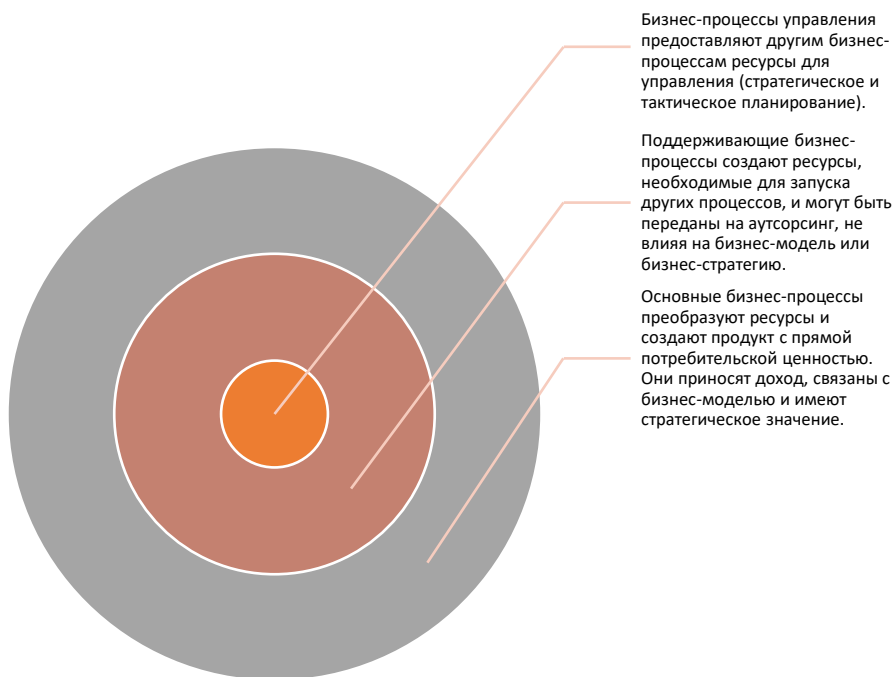 Бизнес-процессы управления
предоставляют другим бизнес-
процессам ресурсы для
управления (стратегическое и
тактическое планирование).
Поддерживающие бизнес-
процессы создают ресурсы,
необходимые для запуска
других процессов, и могут быть
переданы на аутсорсинг, не
влияя на бизнес-модель или
бизнес-стратегию.
Основные бизнес-процессы
преобразуют ресурсы и
создают продукт с прямой
потребительской ценностью.
Они приносят доход, связаны с
бизнес-моделью и имеют
стратегическое значение.